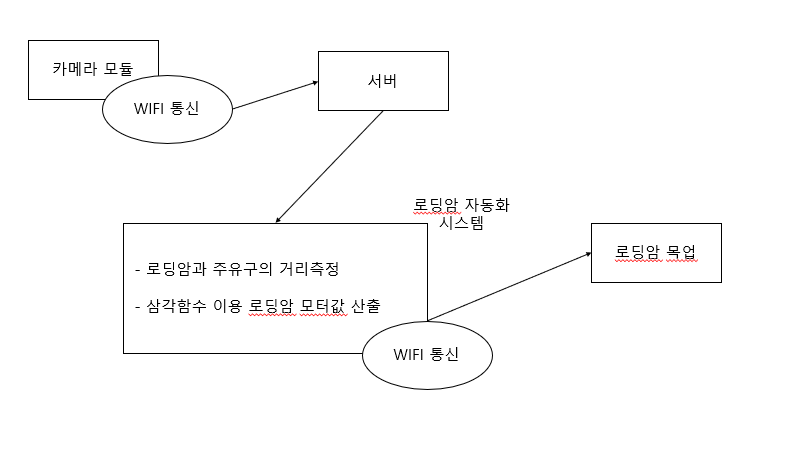 카메라 모듈
WIFI 통신
서버
로딩암 자동화
시스템
- 로딩암과 주유구의 거리측정
- 삼각함수 이용 로딩암 모터값 산출
WIFI 통신
로딩암 목업